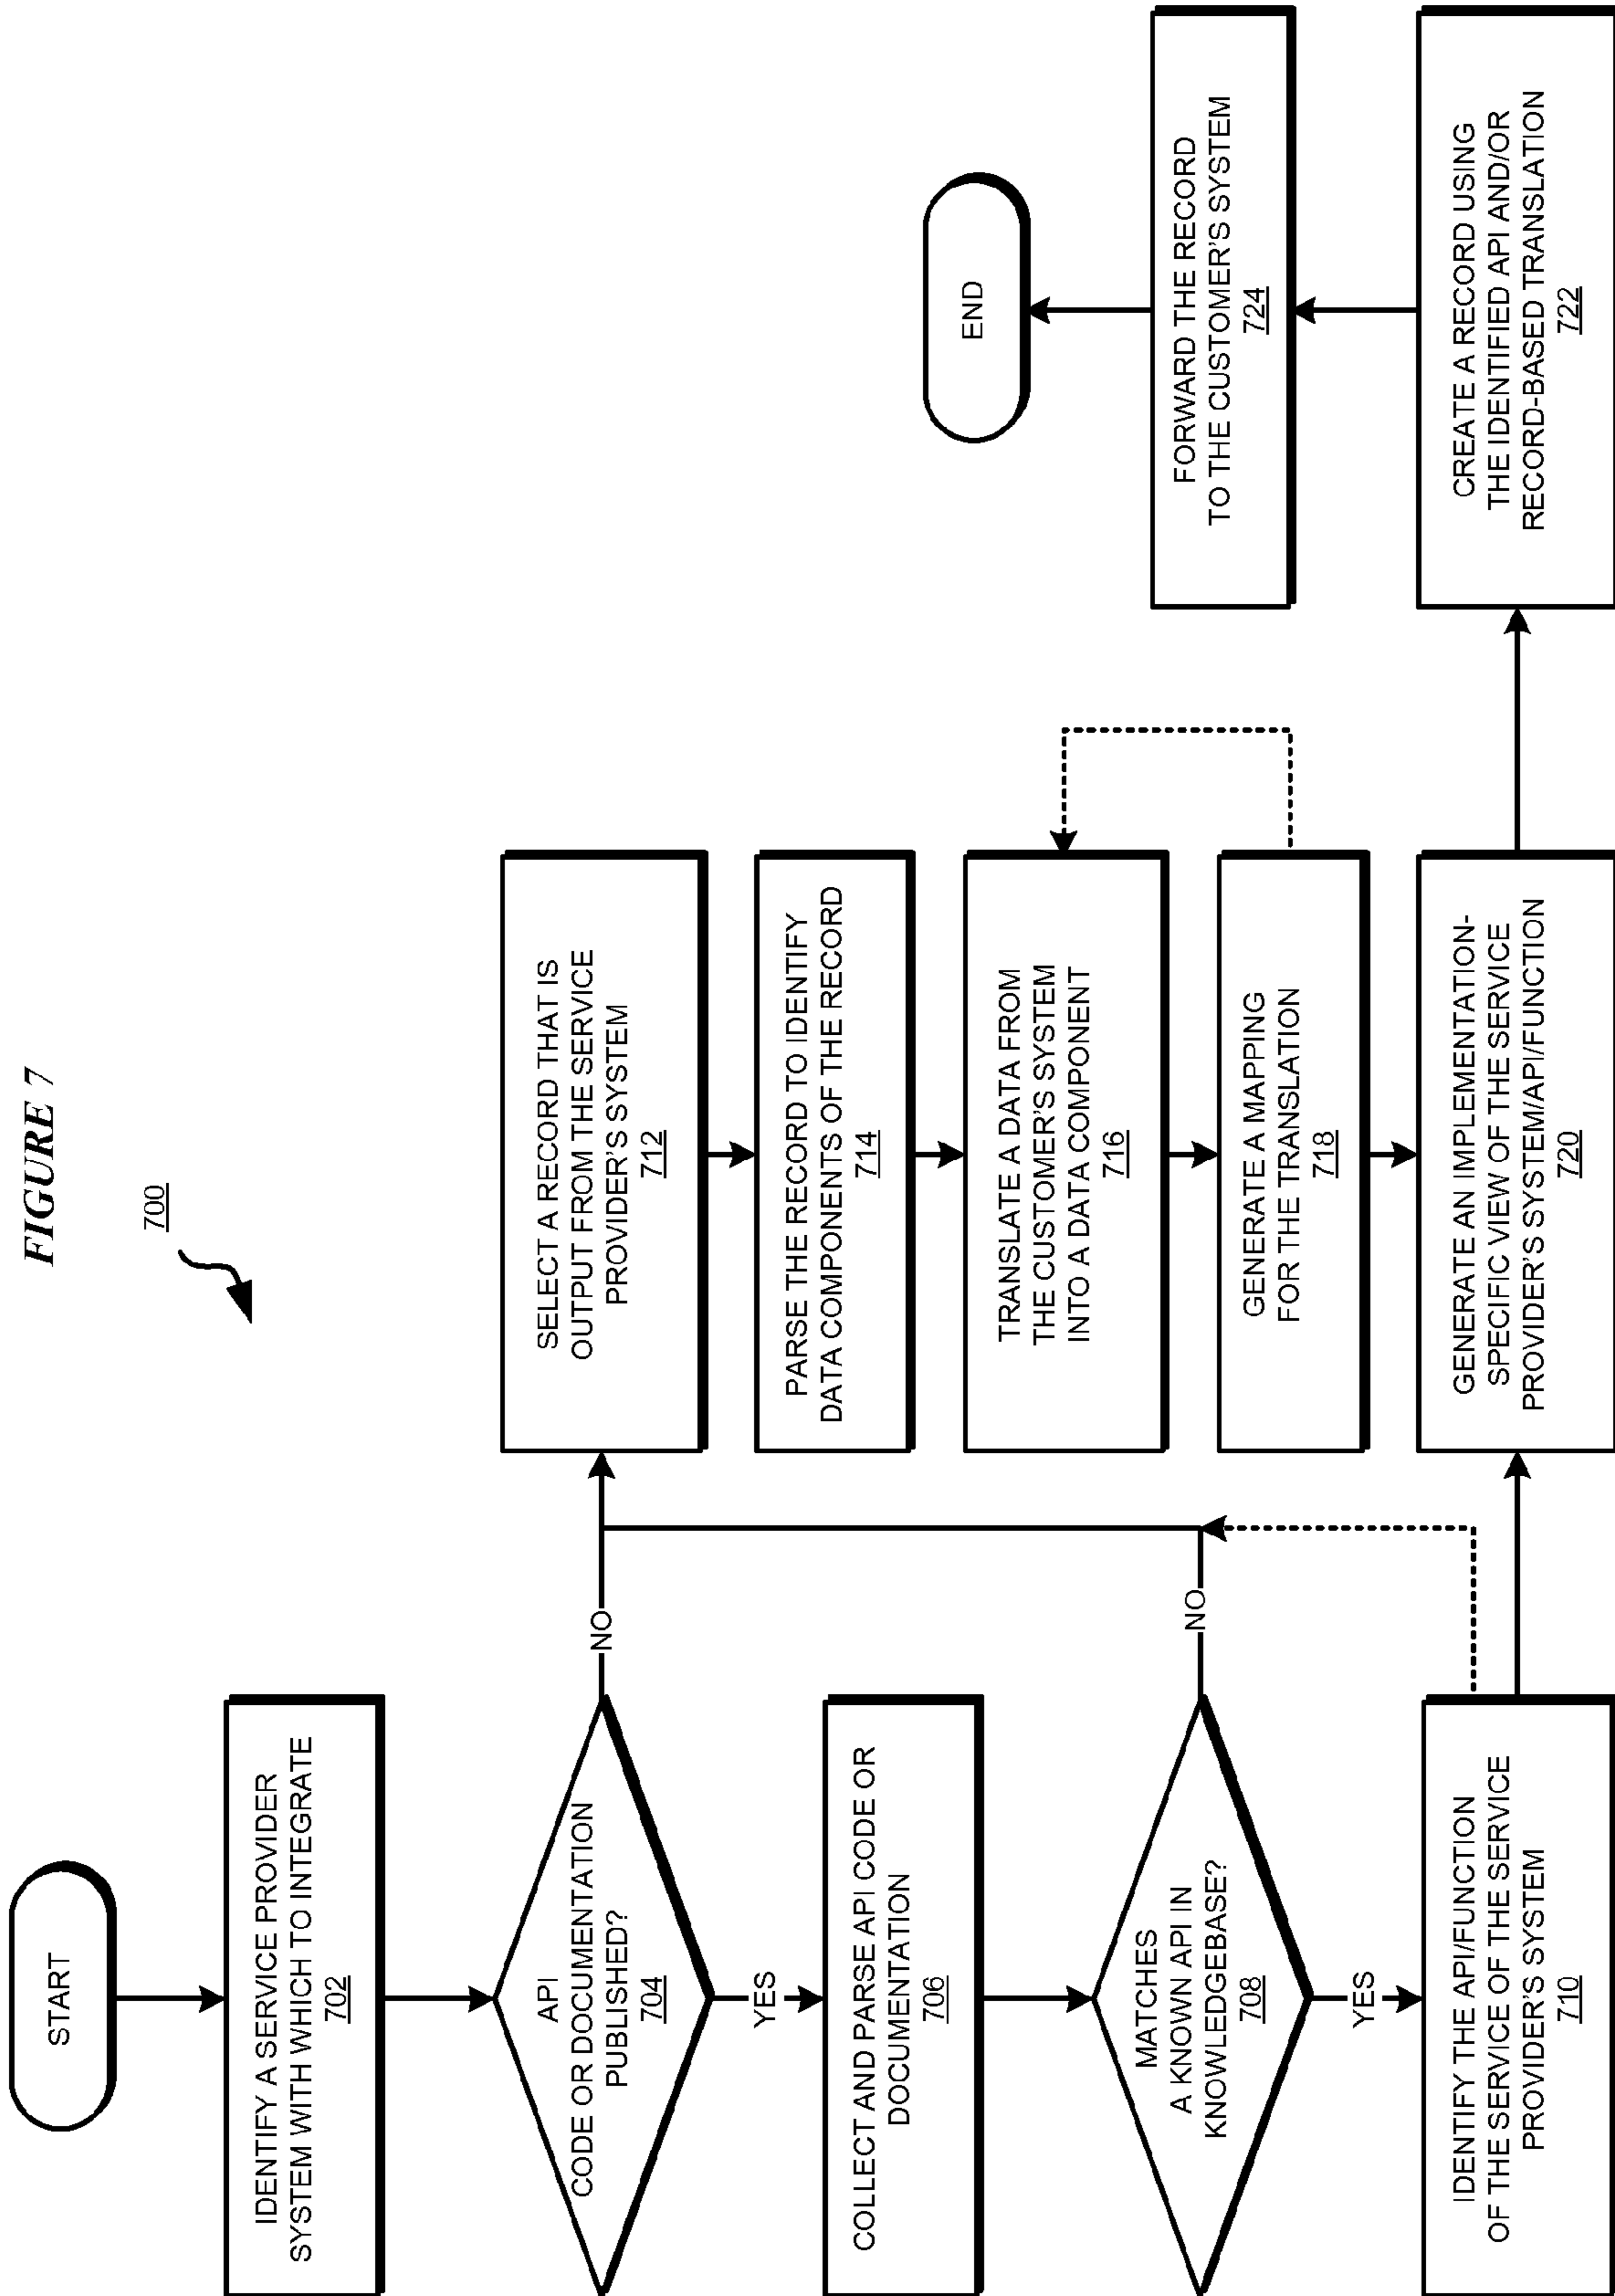 FIGURE 7
700
START
IDENTIFY A SERVICE PROVIDER
SYSTEM WITH WHICH TO INTEGRATE
702
API
CODE OR DOCUMENTATION
PUBLISHED?
704
NO
YES
COLLECT AND PARSE API CODE OR
DOCUMENTATION
706
MATCHES
A KNOWN API IN
KNOWLEDGEBASE?
708
NO
YES
IDENTIFY THE API/FUNCTION
OF THE SERVICE OF THE SERVICE
PROVIDER'S SYSTEM
710
SELECT A RECORD THAT IS
OUTPUT FROM THE SERVICE
PROVIDER'S SYSTEM
712
PARSE THE RECORD TO IDENTIFY
DATA COMPONENTS OF THE RECORD
714
TRANSLATE A DATA FROM
THE CUSTOMER'S SYSTEM
INTO A DATA COMPONENT
716
GENERATE A MAPPING
FOR THE TRANSLATION
718
GENERATE AN IMPLEMENTATION-
SPECIFIC VIEW OF THE SERVICE
PROVIDER'S SYSTEM/API/FUNCTION
720
END
FORWARD THE RECORD
TO THE CUSTOMER'S SYSTEM
724
CREATE A RECORD USING
THE IDENTIFIED API AND/OR
RECORD-BASED TRANSLATION
722